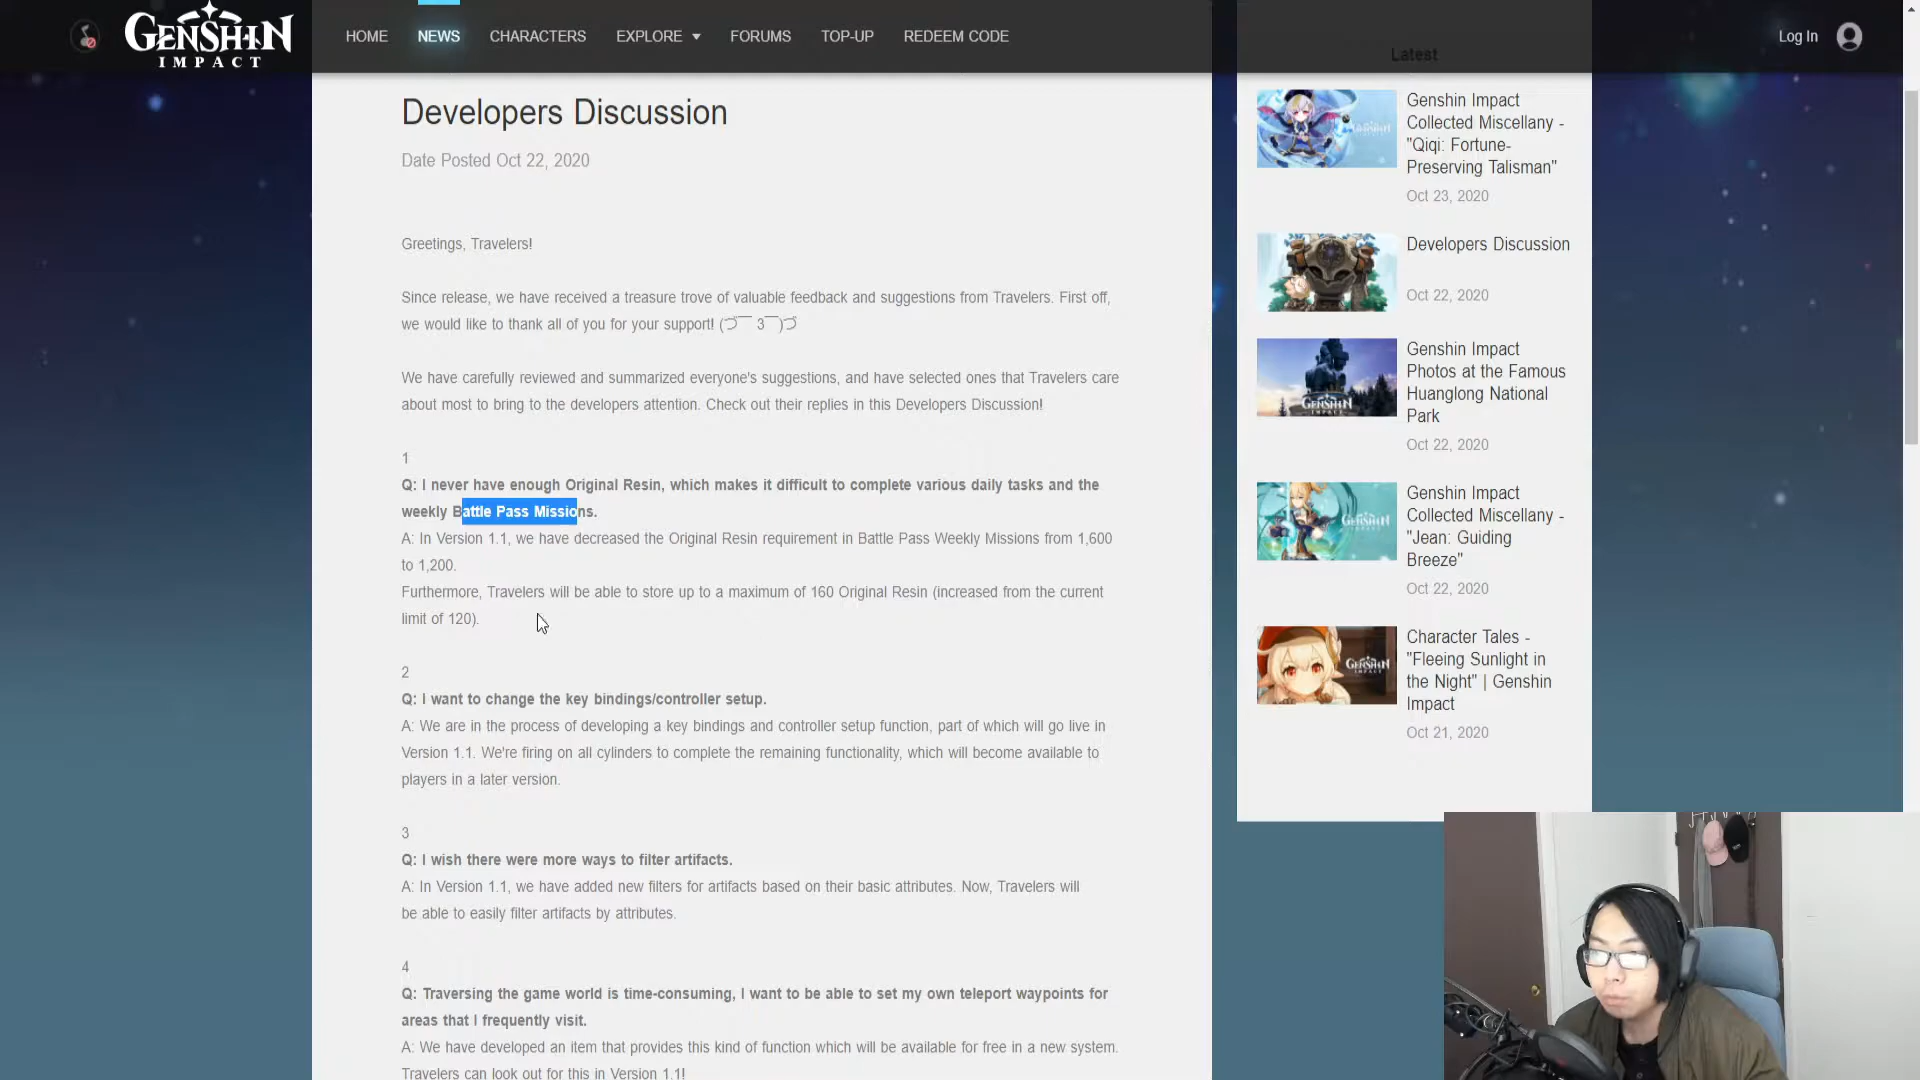 GENSHIN
IMPACT
HOME
NEWS
CHARACTERS
EXPLORE
FORUMS
TOP-UP
REDEEM CODE
Log In
Developers Discussion
Date Posted Oct 22, 2020
Greetings, Travelers!
Since release, we have received a treasure trove of valuable feedback and suggestions from Travelers. First off,
we would like to thank all of you for your support! (づ￣ 3￣)づ
We have carefully reviewed and summarized everyone's suggestions, and have selected ones that Travelers care
about most to bring to the developers attention. Check out their replies in this Developers Discussion!
1
Q: I never have enough Original Resin, which makes it difficult to complete various daily tasks and the
weekly Battle Pass Missions.
A: In Version 1.1, we have decreased the Original Resin requirement in Battle Pass Weekly Missions from 1,600
to 1,200.
Furthermore, Travelers will be able to store up to a maximum of 160 Original Resin (increased from the current
limit of 120).
2
Q: I want to change the key bindings/controller setup.
A: We are in the process of developing a key bindings and controller setup function, part of which will go live in
Version 1.1. We're firing on all cylinders to complete the remaining functionality, which will become available to
players in a later version.
3
Q: I wish there were more ways to filter artifacts.
A: In Version 1.1, we have added new filters for artifacts based on their basic attributes. Now, Travelers will
be able to easily filter artifacts by attributes.
4
Q: Traversing the game world is time-consuming, I want to be able to set my own teleport waypoints for
areas that I frequently visit.
A: We have developed an item that provides this kind of function which will be available for free in a new system.
Travelers can look out for this in Version 1.1!
Latest
Genshin Impact
Collected Miscellany -
"Qiqi: Fortune-
Preserving Talisman"
Oct 23, 2020
Developers Discussion
Oct 22, 2020
GENSHIN
IMPACT
Genshin Impact
Photos at the Famous
Huanglong National
Park
Oct 22, 2020
GENSHIN
Genshin Impact
Collected Miscellany -
"Jean: Guiding
Breeze"
Oct 22, 2020
GENSHIN
Character Tales -
"Fleeing Sunlight in
the Night" | Genshin
Impact
Oct 21, 2020